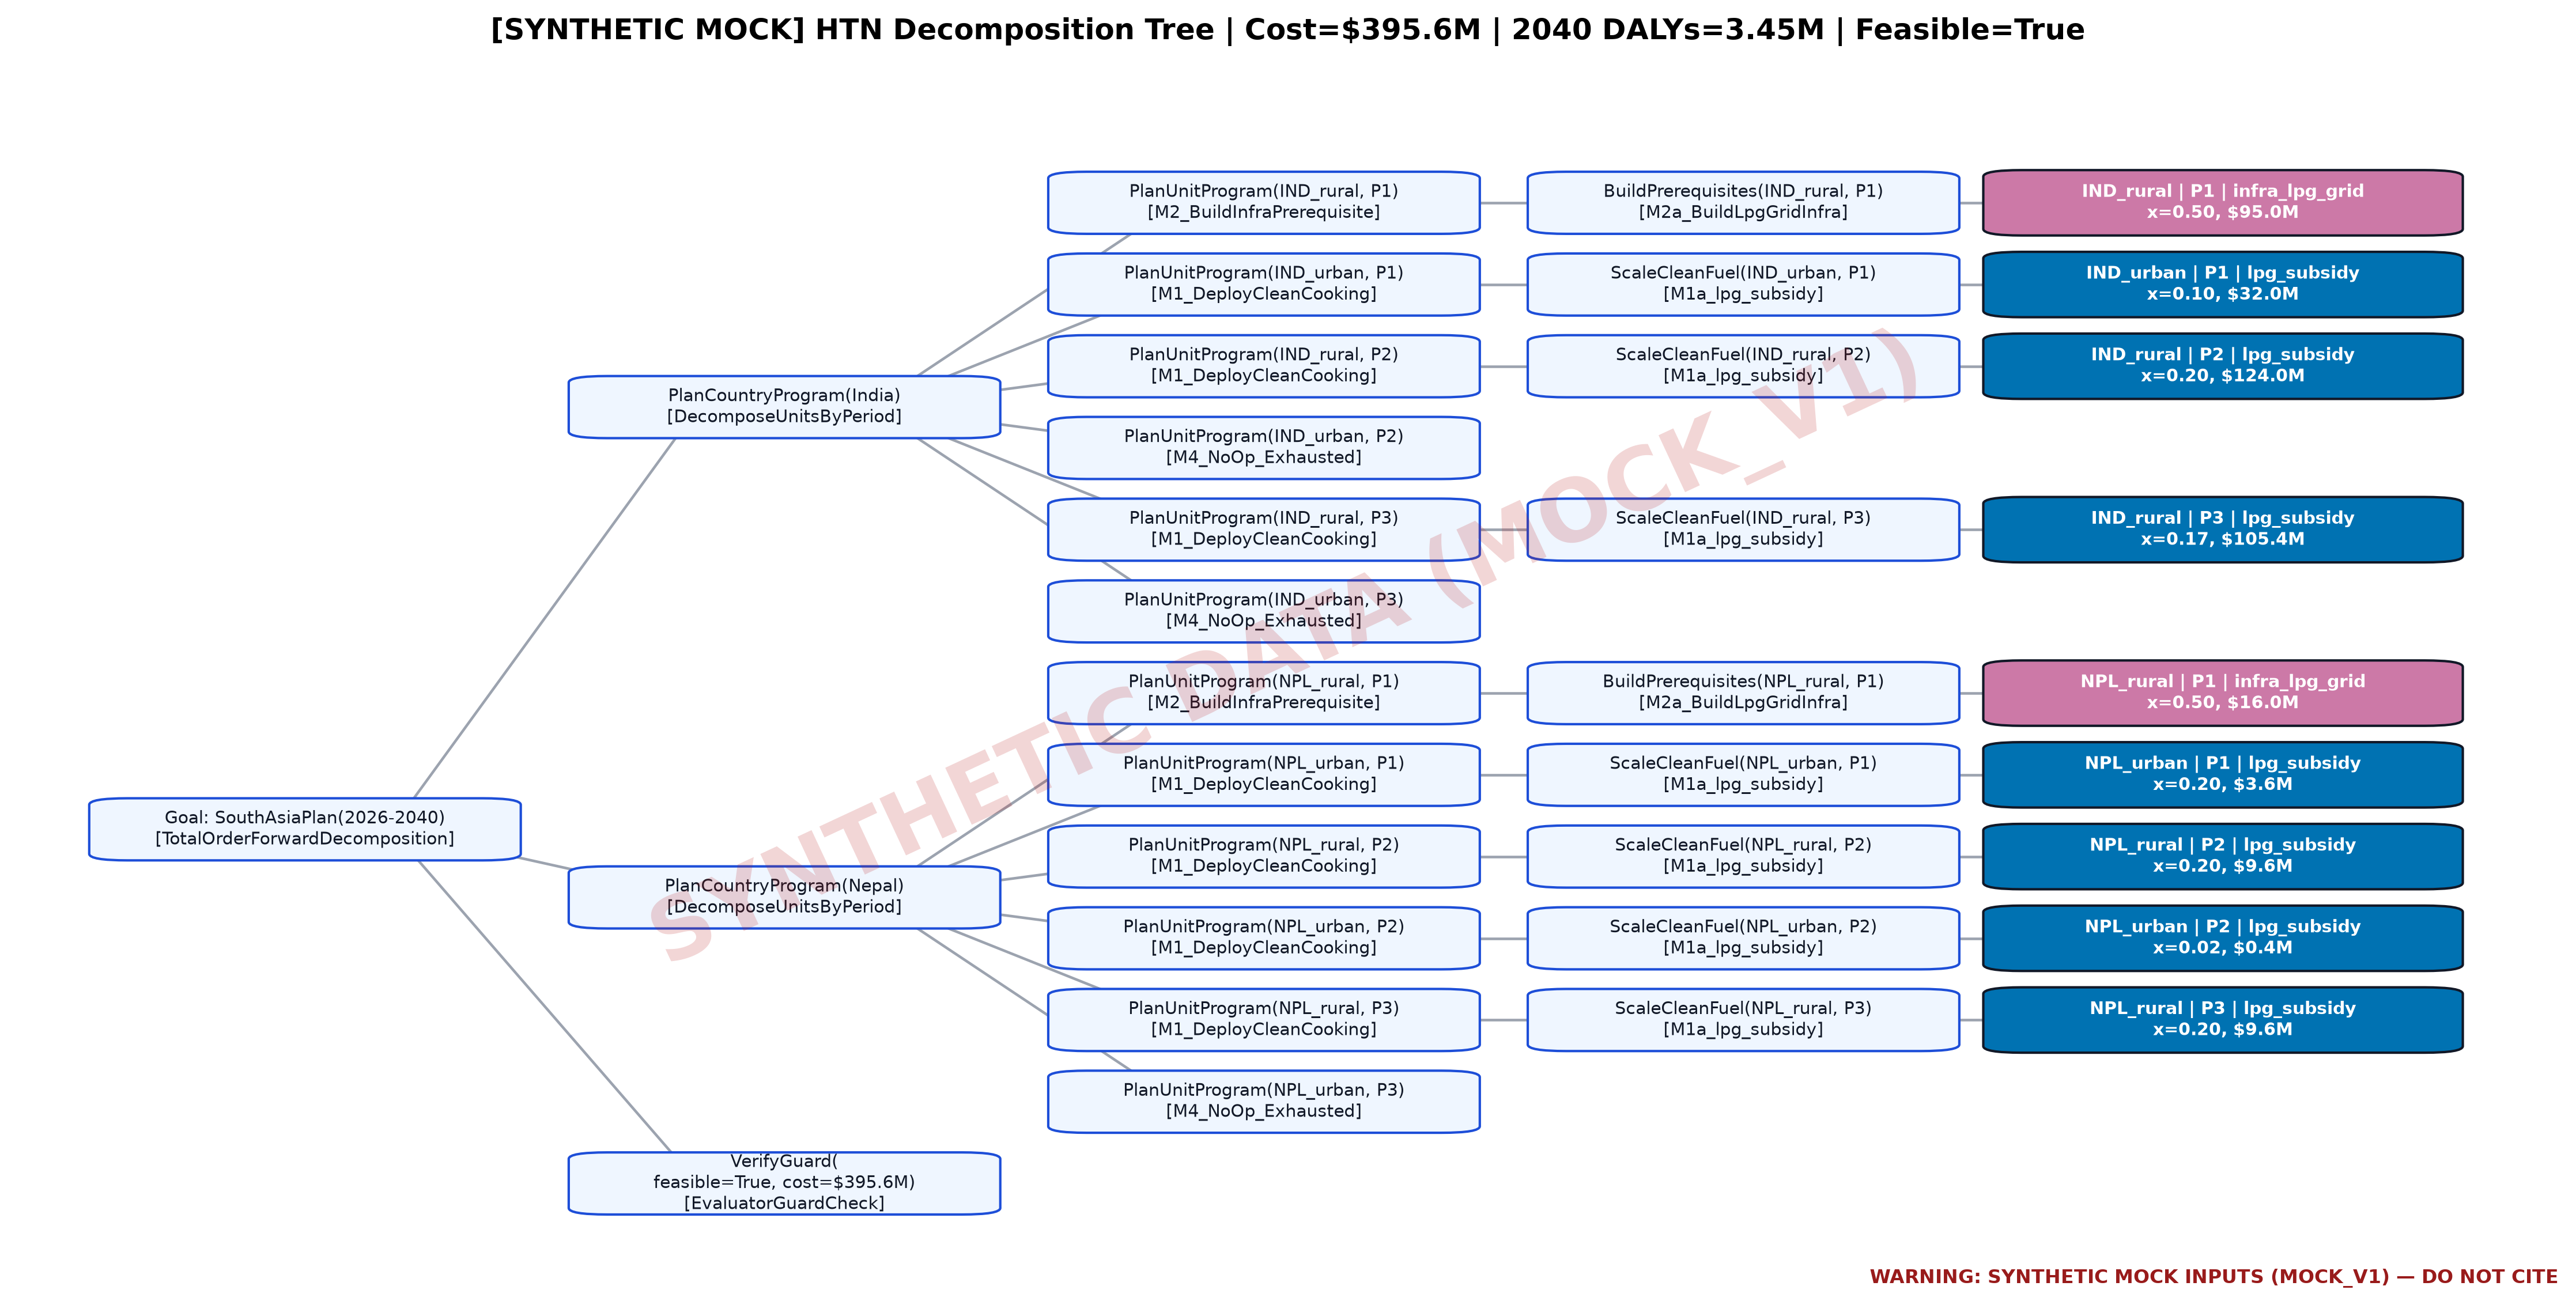 [SYNTHETIC MOCK] HTN Decomposition Tree | Cost=$395.6M | 2040 DALYs=3.45M | Feasible=True
Goal: SouthAsiaPlan(2026-2040)
[TotalOrderForwardDecomposition]
PlanCountryProgram(India)
[DecomposeUnitsByPeriod]
PlanUnitProgram(IND_rural, P1)
[M2_BuildInfraPrerequisite]
BuildPrerequisites(IND_rural, P1)
[M2a_BuildLpgGridInfra]
IND_rural | P1 | infra_lpg_grid
x=0.50, $95.0M
PlanUnitProgram(IND_urban, P1)
[M1_DeployCleanCooking]
ScaleCleanFuel(IND_urban, P1)
[M1a_lpg_subsidy]
IND_urban | P1 | lpg_subsidy
x=0.10, $32.0M
PlanUnitProgram(IND_rural, P2)
[M1_DeployCleanCooking]
ScaleCleanFuel(IND_rural, P2)
[M1a_lpg_subsidy]
IND_rural | P2 | lpg_subsidy
x=0.20, $124.0M
PlanUnitProgram(IND_urban, P2)
[M4_NoOp_Exhausted]
PlanUnitProgram(IND_rural, P3)
[M1_DeployCleanCooking]
ScaleCleanFuel(IND_rural, P3)
[M1a_lpg_subsidy]
IND_rural | P3 | lpg_subsidy
x=0.17, $105.4M
PlanUnitProgram(IND_urban, P3)
[M4_NoOp_Exhausted]
PlanCountryProgram(Nepal)
[DecomposeUnitsByPeriod]
PlanUnitProgram(NPL_rural, P1)
[M2_BuildInfraPrerequisite]
BuildPrerequisites(NPL_rural, P1)
[M2a_BuildLpgGridInfra]
NPL_rural | P1 | infra_lpg_grid
x=0.50, $16.0M
PlanUnitProgram(NPL_urban, P1)
[M1_DeployCleanCooking]
ScaleCleanFuel(NPL_urban, P1)
[M1a_lpg_subsidy]
NPL_urban | P1 | lpg_subsidy
x=0.20, $3.6M
PlanUnitProgram(NPL_rural, P2)
[M1_DeployCleanCooking]
ScaleCleanFuel(NPL_rural, P2)
[M1a_lpg_subsidy]
NPL_rural | P2 | lpg_subsidy
x=0.20, $9.6M
PlanUnitProgram(NPL_urban, P2)
[M1_DeployCleanCooking]
ScaleCleanFuel(NPL_urban, P2)
[M1a_lpg_subsidy]
NPL_urban | P2 | lpg_subsidy
x=0.02, $0.4M
PlanUnitProgram(NPL_rural, P3)
[M1_DeployCleanCooking]
ScaleCleanFuel(NPL_rural, P3)
[M1a_lpg_subsidy]
NPL_rural | P3 | lpg_subsidy
x=0.20, $9.6M
PlanUnitProgram(NPL_urban, P3)
[M4_NoOp_Exhausted]
VerifyGuard(
feasible=True, cost=$395.6M)
[EvaluatorGuardCheck]
SYNTHETIC DATA (MOCK_V1)
WARNING: SYNTHETIC MOCK INPUTS (MOCK_V1) — DO NOT CITE